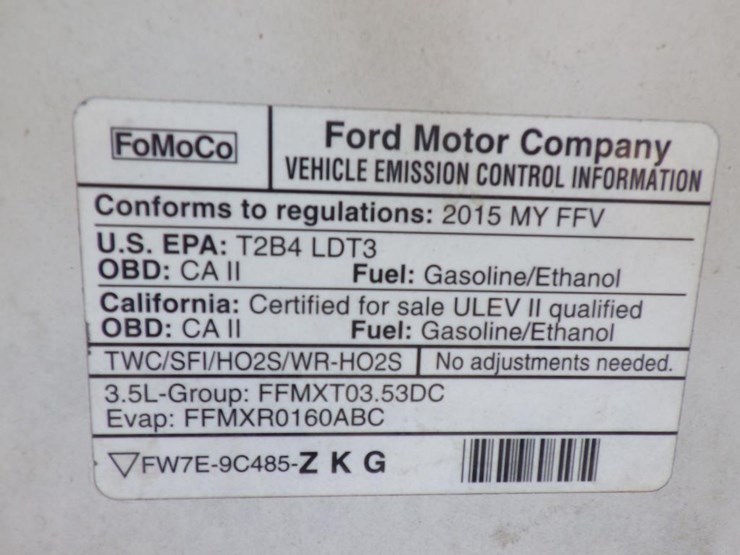 FoMoCo
Ford Motor Company
VEHICLE EMISSION CONTROL INFORMATION
Conforms to regulations: 2015 MY FFV
U.S. EPA: T2B4 LDT3
OBD: CA II Fuel: Gasoline/Ethanol
California: Certified for sale ULEV II qualified
OBD: CA II Fuel: Gasoline/Ethanol
TWC/SFI/HO2S/WR-HO2S No adjustments needed.
3.5L-Group: FFMXT03.53DC
Evap: FFMXR0160ABC
▽FW7E-9C485-Z K G